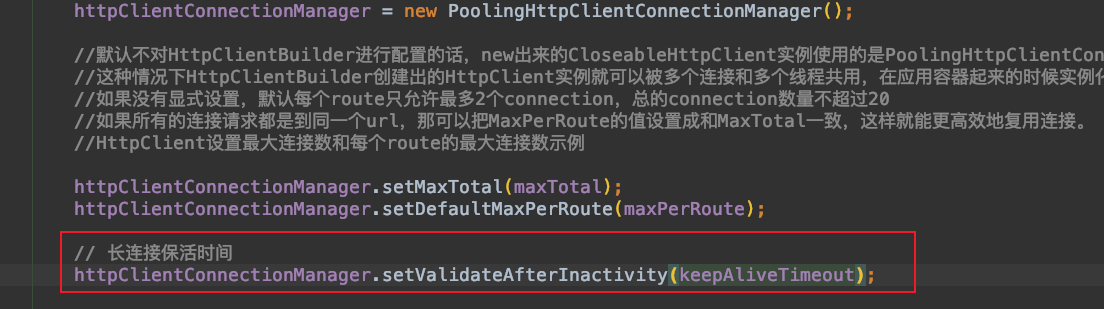 httpClientConnectionManager = new PoolingHttpClientConnectionManager();
//默认不对HttpClientBuilder进行配置的话，new出来的CloseableHttpClient实例使用的是PoolingHttpClientCon
//这种情况下HttpClientBuilder创建出的HttpClient实例就可以被多个连接和多个线程共用，在应用容器起来的时候实例
//如果没有显式设置，默认每个route只允许最多2个connection，总的connection数量不超过20
//如果所有的连接请求都是到同一个url，那可以把MaxPerRoute的值设置成和MaxTotal一致，这样就能更高效地复用连接。
//HttpClient设置最大连接数和每个route的最大连接数示例
httpClientConnectionManager.setMaxTotal(maxTotal);
httpClientConnectionManager.setDefaultMaxPerRoute(maxPerRoute);
// 长连接保活时间
httpClientConnectionManager.setValidateAfterInactivity(keepAliveTimeout);